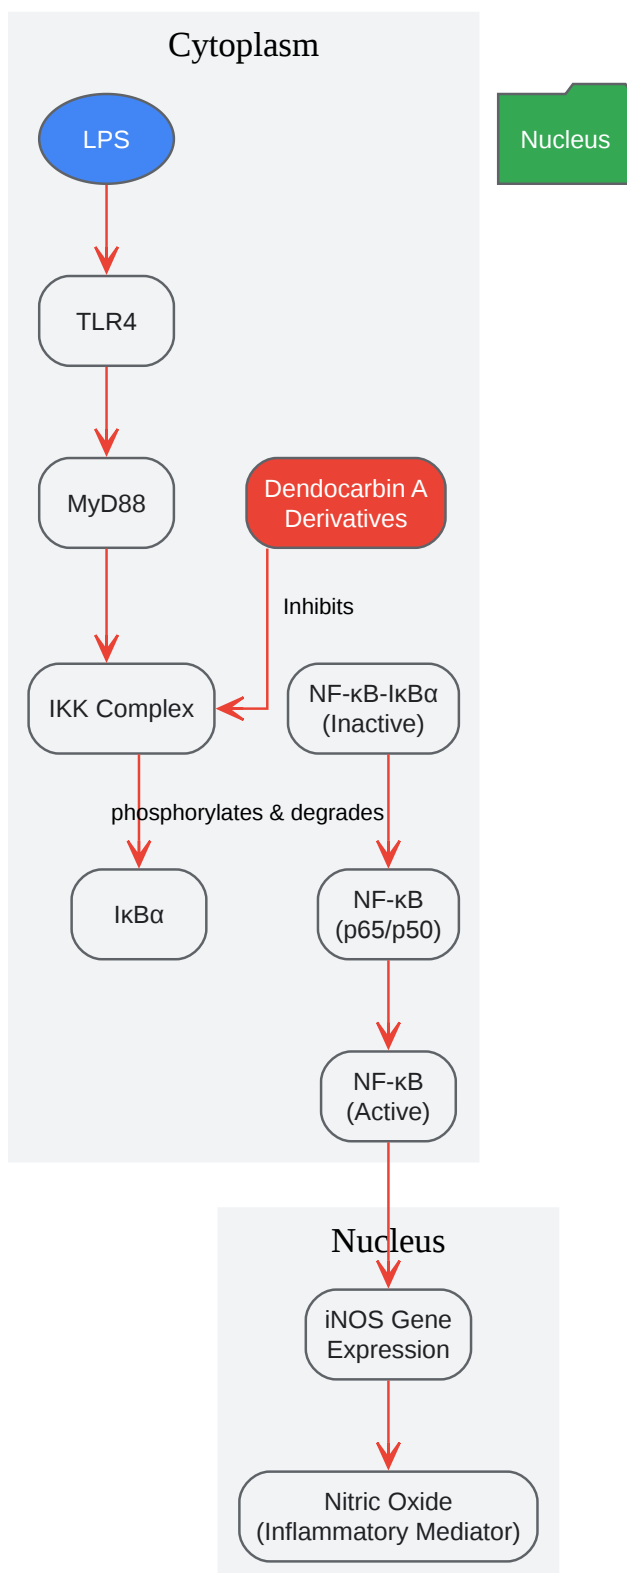 Cytoplasm
LPS
Nucleus
TLR4
MyD88
Dendocarbin A
Derivatives
Inhibits
IKK Complex
NF-κB-IκBα
(Inactive)
phosphorylates & degrades
IκBα
NF-κB
(p65/p50)
NF-κB
(Active)
Nucleus
iNOS Gene
Expression
Nitric Oxide
(Inflammatory Mediator)